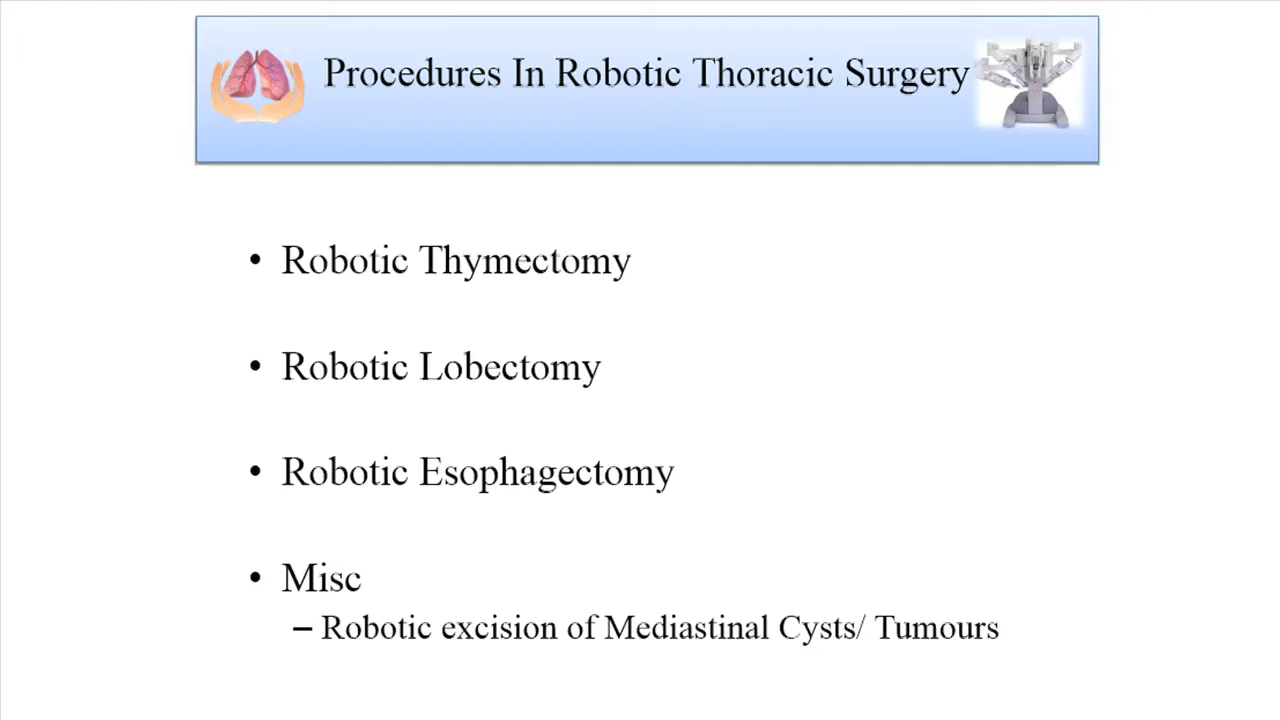 Procedures In Robotic Thoracic Surgery
• Robotic Thymectomy
• Robotic Lobectomy
• Robotic Esophagectomy
• Misc
– Robotic excision of Mediastinal Cysts/ Tumours